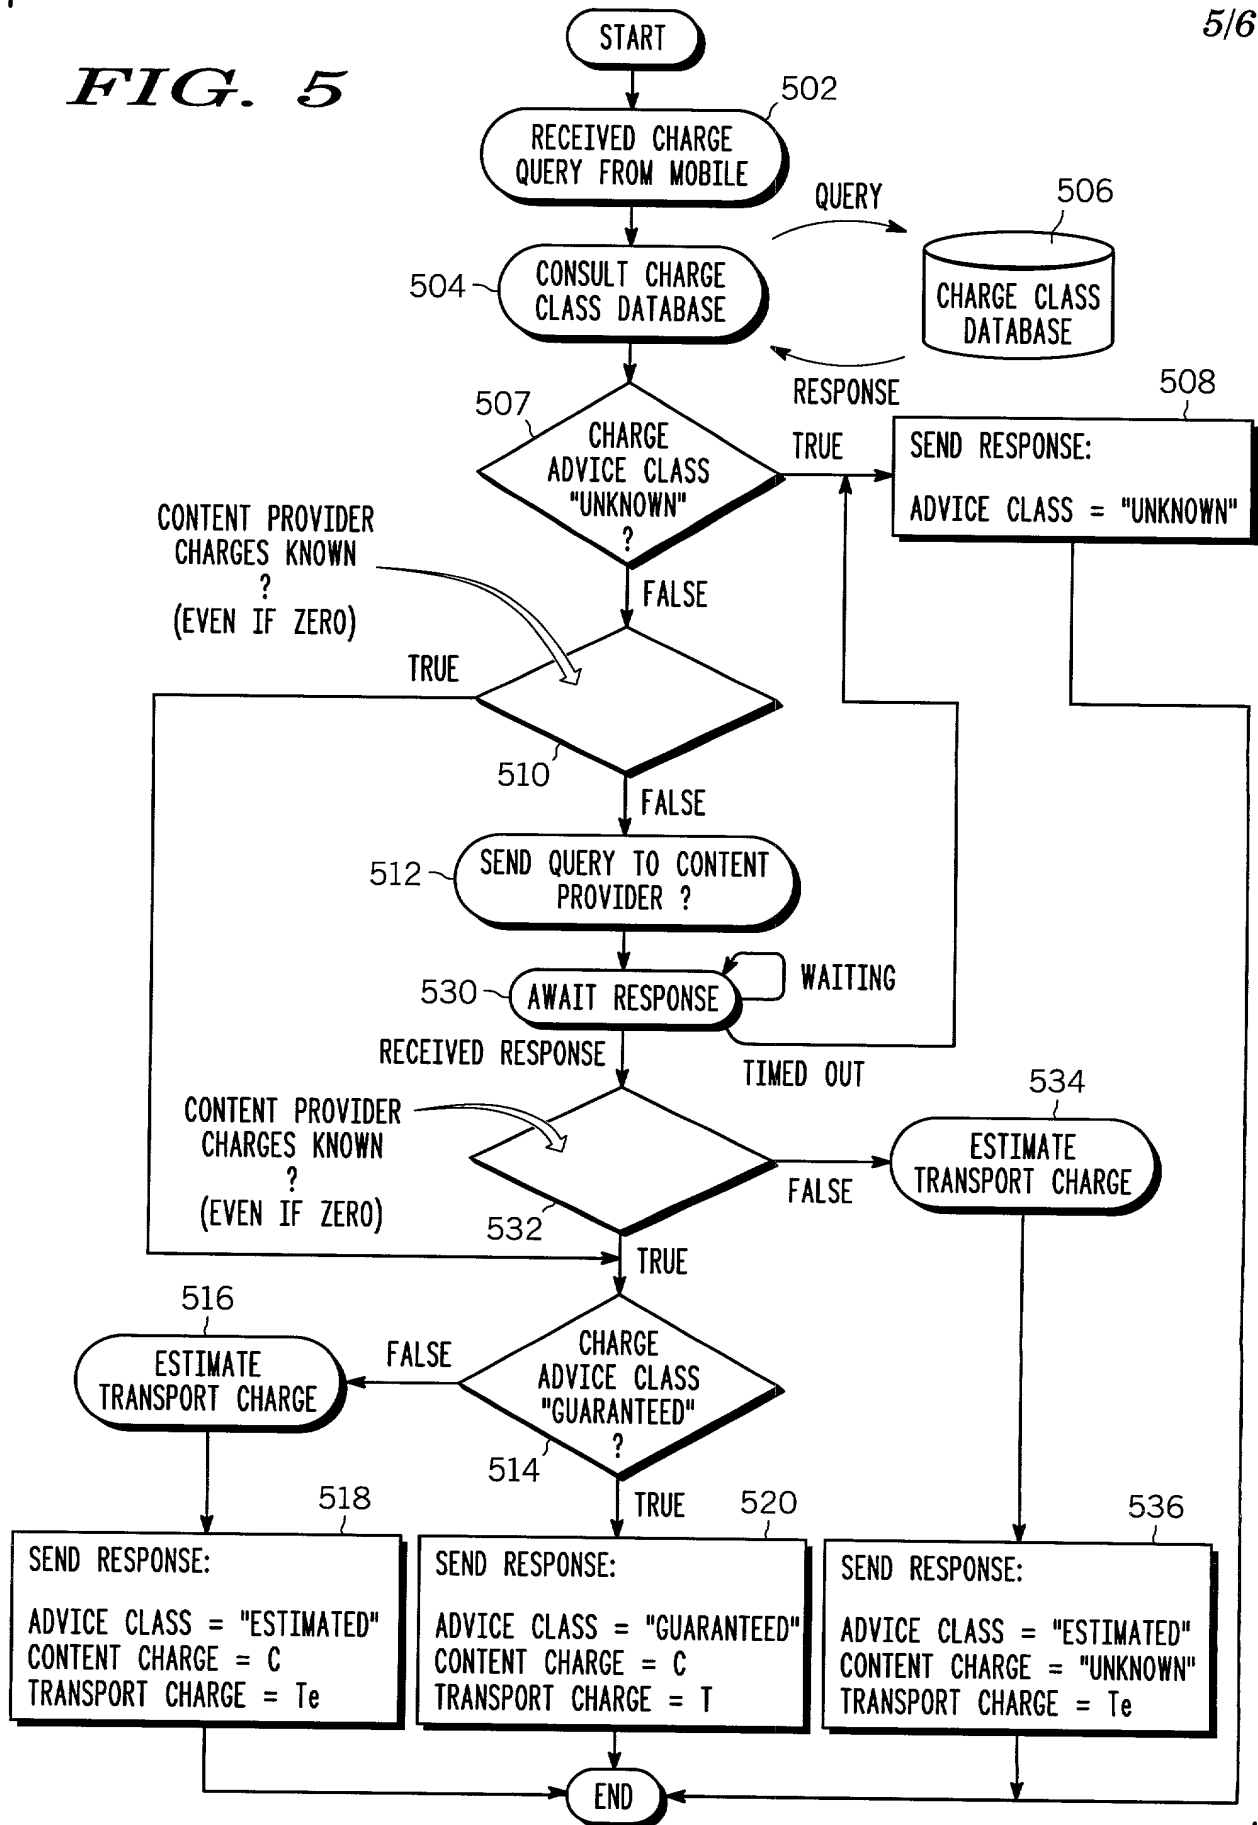 5/6
FIG. 5
START
502
RECEIVED CHARGE
QUERY FROM MOBILE
QUERY
506
504
CONSULT CHARGE
CLASS DATABASE
CHARGE CLASS
DATABASE
RESPONSE
507
CHARGE
ADVICE CLASS
"UNKNOWN"
?
TRUE
508
SEND RESPONSE:
ADVICE CLASS = "UNKNOWN"
CONTENT PROVIDER
CHARGES KNOWN
?
(EVEN IF ZERO)
FALSE
TRUE
510
FALSE
512
SEND QUERY TO CONTENT
PROVIDER ?
530
AWAIT RESPONSE
WAITING
RECEIVED RESPONSE
TIMED OUT
CONTENT PROVIDER
CHARGES KNOWN
?
(EVEN IF ZERO)
532
FALSE
534
ESTIMATE
TRANSPORT CHARGE
TRUE
516
ESTIMATE
TRANSPORT CHARGE
FALSE
CHARGE
ADVICE CLASS
"GUARANTEED"
?
514
TRUE
518
SEND RESPONSE:
ADVICE CLASS = "ESTIMATED"
CONTENT CHARGE = C
TRANSPORT CHARGE = Te
520
SEND RESPONSE:
ADVICE CLASS = "GUARANTEED"
CONTENT CHARGE = C
TRANSPORT CHARGE = T
536
SEND RESPONSE:
ADVICE CLASS = "ESTIMATED"
CONTENT CHARGE = "UNKNOWN"
TRANSPORT CHARGE = Te
END